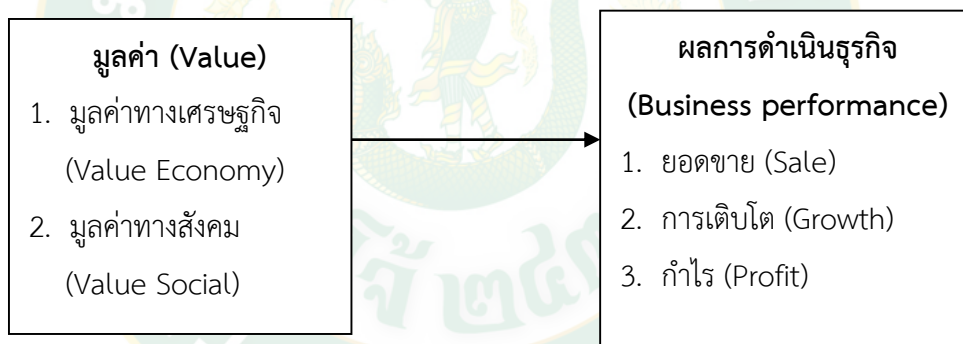 มูลค่า (Value)
1. มูลค่าทางเศรษฐกิจ
(Value Economy)
2. มูลค่าทางสังคม
(Value Social)
ผลการดำเนินธุรกิจ
(Business performance)
1. ยอดขาย (Sale)
2. การเติบโต (Growth)
3. กำไร (Profit)